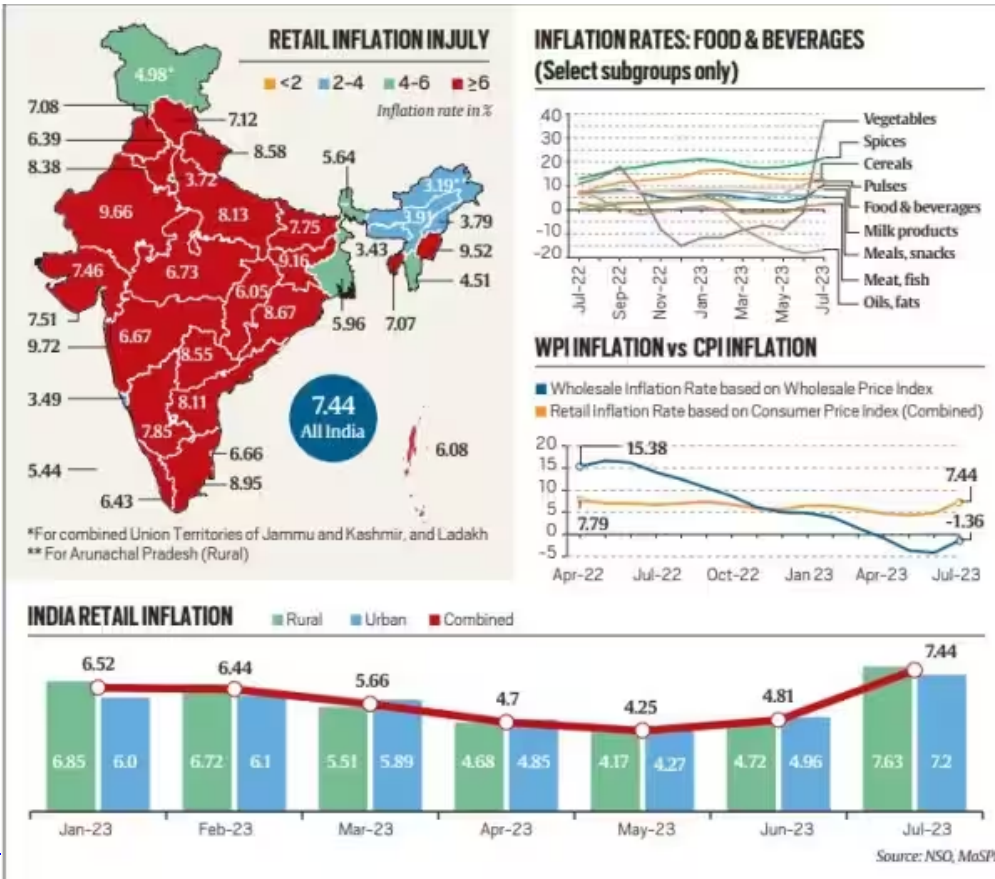 RETAIL INFLATION IN JULY
<2 2-4 4-6 ≥6
Inflation rate in %
4.98*
7.08
7.12
6.39
8.58
8.38
3.72
5.64
3.19*
9.66
8.13
7.75
3.91
3.79
3.43
9.52
7.46
6.73
9.16
4.51
6.05
8.67
5.96
7.07
7.51
6.67
9.72
8.55
3.49
8.11
7.44
All India
7.85
6.66
6.08
5.44
8.95
6.43
*For combined Union Territories of Jammu and Kashmir, and Ladakh
** For Arunachal Pradesh (Rural)
INFLATION RATES: FOOD & BEVERAGES
(Select subgroups only)
40
30
20
10
0
-10
-20
Vegetables
Spices
Cereals
Pulses
Food & beverages
Milk products
Meals, snacks
Meat, fish
Oils, fats
Jul-22 Sep-22 Nov-22 Jan-23 Mar-23 May-23 Jul-23
WPI INFLATION vs CPI INFLATION
Wholesale Inflation Rate based on Wholesale Price Index
Retail Inflation Rate based on Consumer Price Index (Combined)
20
15
10
5
0
-5
15.38
7.44
7.79
-1.36
Apr-22 Jul-22 Oct-22 Jan 23 Apr-23 Jul-23
INDIA RETAIL INFLATION Rural Urban Combined
6.52 6.44 5.66 4.7 4.25 4.81 7.44
6.85 6.0 6.72 6.1 5.51 5.89 4.68 4.85 4.17 4.27 4.72 4.96 7.63 7.2
Jan-23 Feb-23 Mar-23 Apr-23 May-23 Jun-23 Jul-23
Source: NSO, MoSP